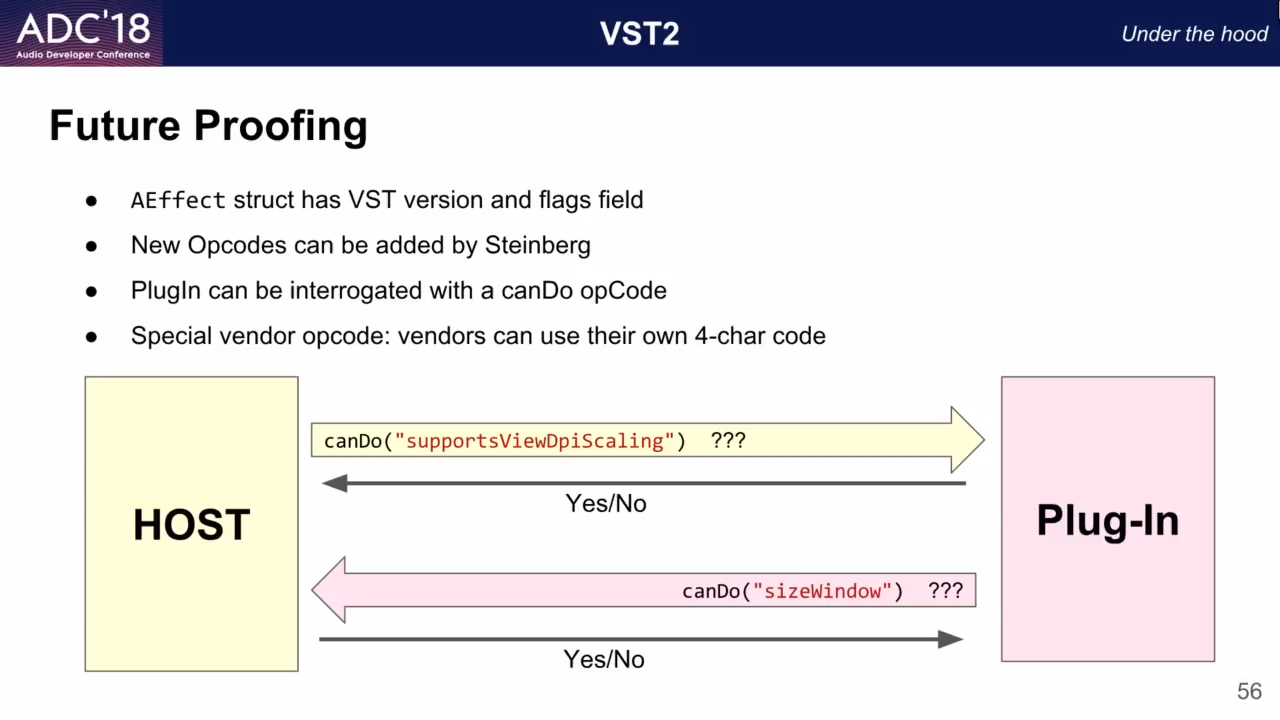 ADC'18
Audio Developer Conference
VST2
Under the hood
Future Proofing
● AEffect struct has VST version and flags field
● New Opcodes can be added by Steinberg
● PlugIn can be interrogated with a canDo opCode
● Special vendor opcode: vendors can use their own 4-char code
HOST
canDo("supportsViewDpiScaling") ???
Yes/No
canDo("sizeWindow") ???
Yes/No
Plug-In
56